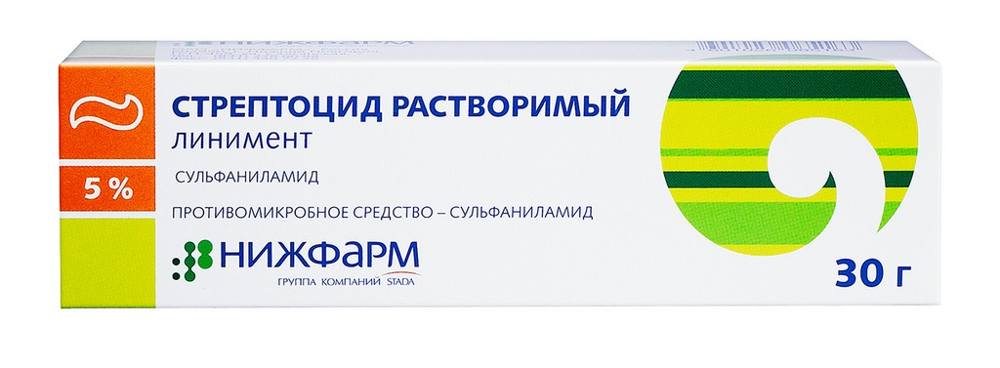 СТРЕПТОЦИД РАСТВОРИМЫЙ
ЛИНИМЕНТ
5 %
СУЛЬФАНИЛАМИД
ПРОТИВОМИКРОБНОЕ СРЕДСТВО – СУЛЬФАНИЛАМИД
НИЖФАРМ
ГРУППА КОМПАНИЙ STADA
30 г